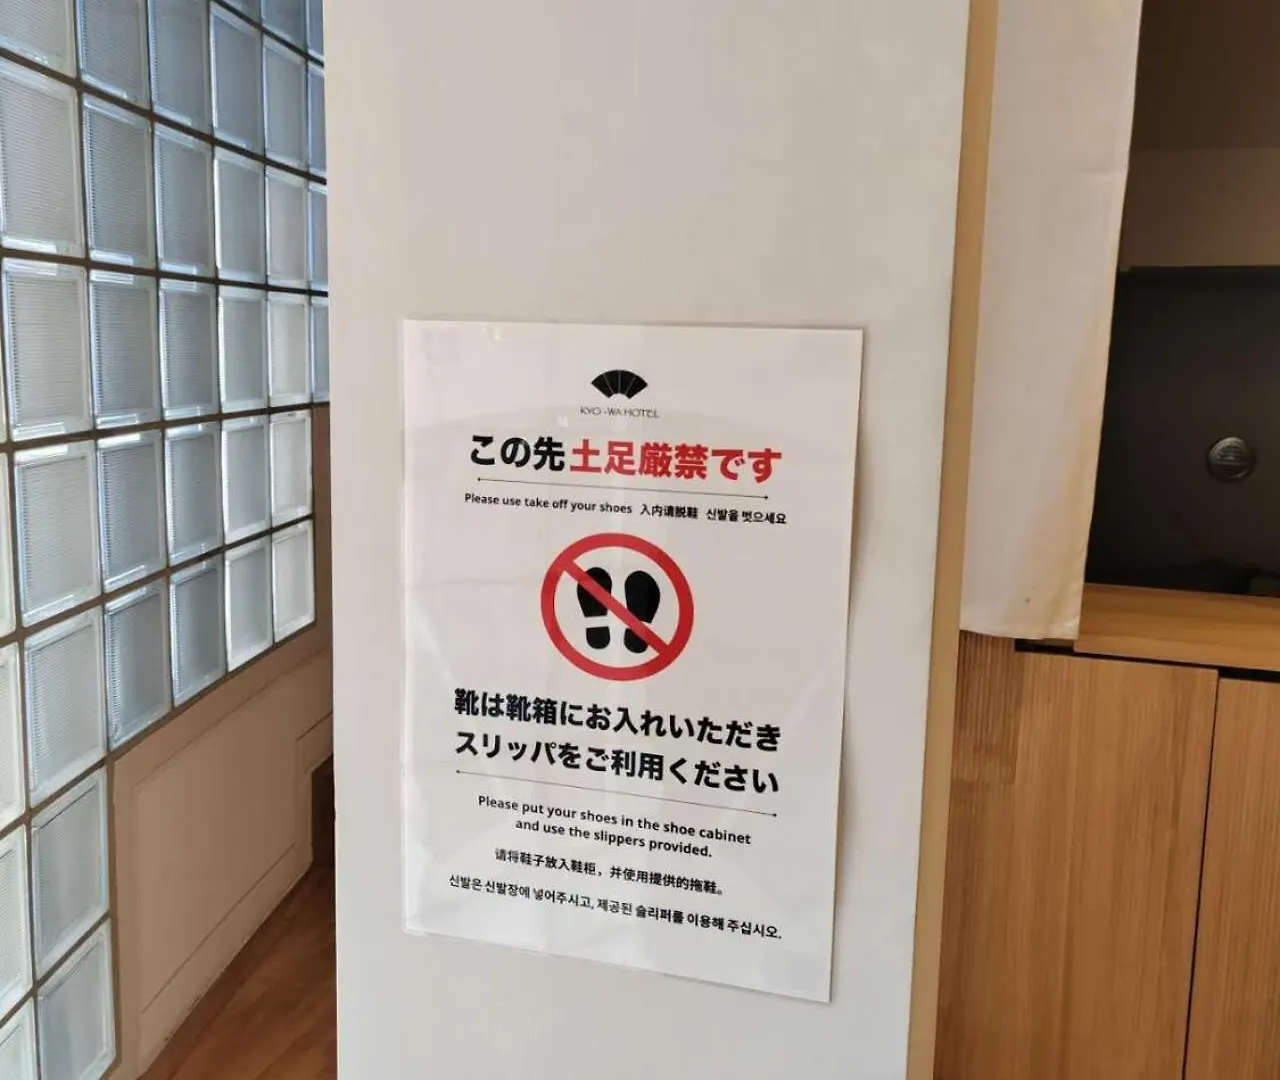 KYO-WA HOTEL
この先土足厳禁です
Please use take off your shoes 入内请脱鞋 신발을 벗으세요
靴は靴箱にお入れいただき
スリッパをご利用ください
Please put your shoes in the shoe cabinet
and use the slippers provided.
请将鞋子放入鞋柜，并使用提供的拖鞋。
신발은 신발장에 넣어주시고, 제공된 슬리퍼를 이용해 주십시오.